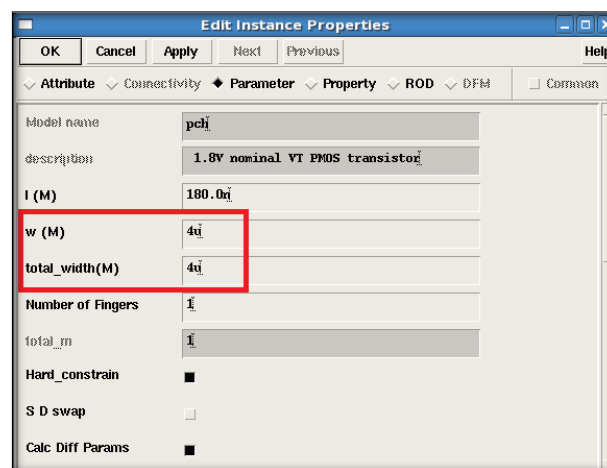 Edit Instance Properties
OK Cancel Apply Next Previous Help
Attribute Connectivity Parameter Property ROD DFM Common
Model name pch
description 1.8V nominal VT PMOS transistor
l (M) 180.0n
w (M) 4u
total_width(M) 4u
Number of Fingers 1
total_m 1
Hard_constrain
S D swap
Calc Diff Params